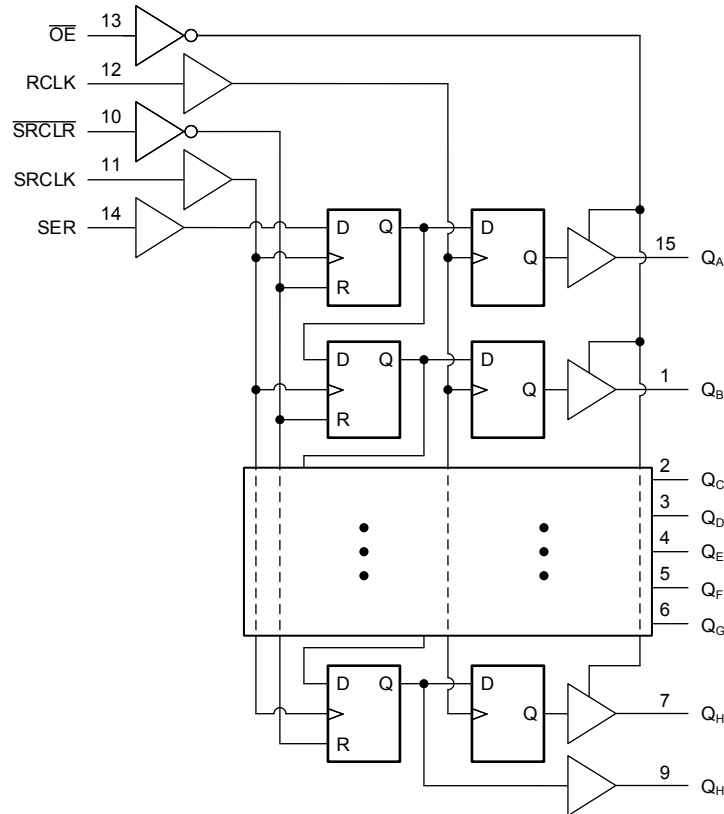 OE 13
RCLK 12
SRCLR 10
SRCLK 11
SER 14
D Q D
Q 15 QA
R
D Q D
Q 1 QB
R
2 QC
3 QD
4 QE
5 QF
6 QG
D Q D
Q 7 QH
R
9 QH